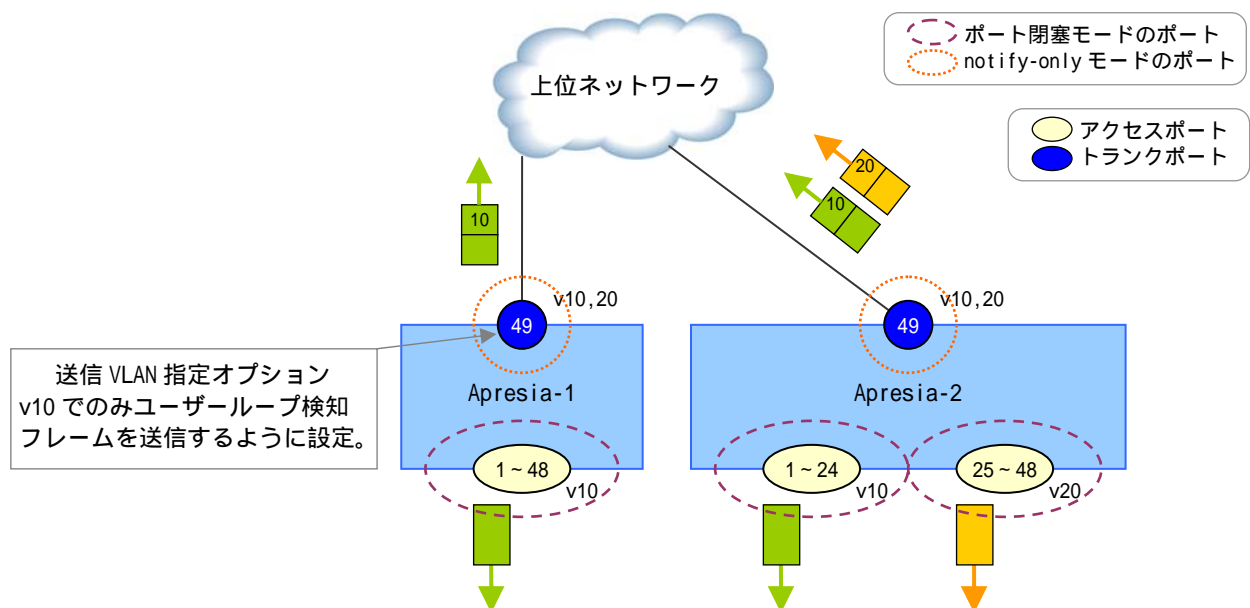 上位ネットワーク
ポート閉塞モードのポート
notify-only モードのポート
アクセスポート
トランクポート
10
20
10
49
v10,20
49
v10,20
送信 VLAN 指定オプション
v10 でのみユーザーループ検知
フレームを送信するように設定。
Apresia-1
Apresia-2
1~48
v10
1~24
v10
25~48
v20